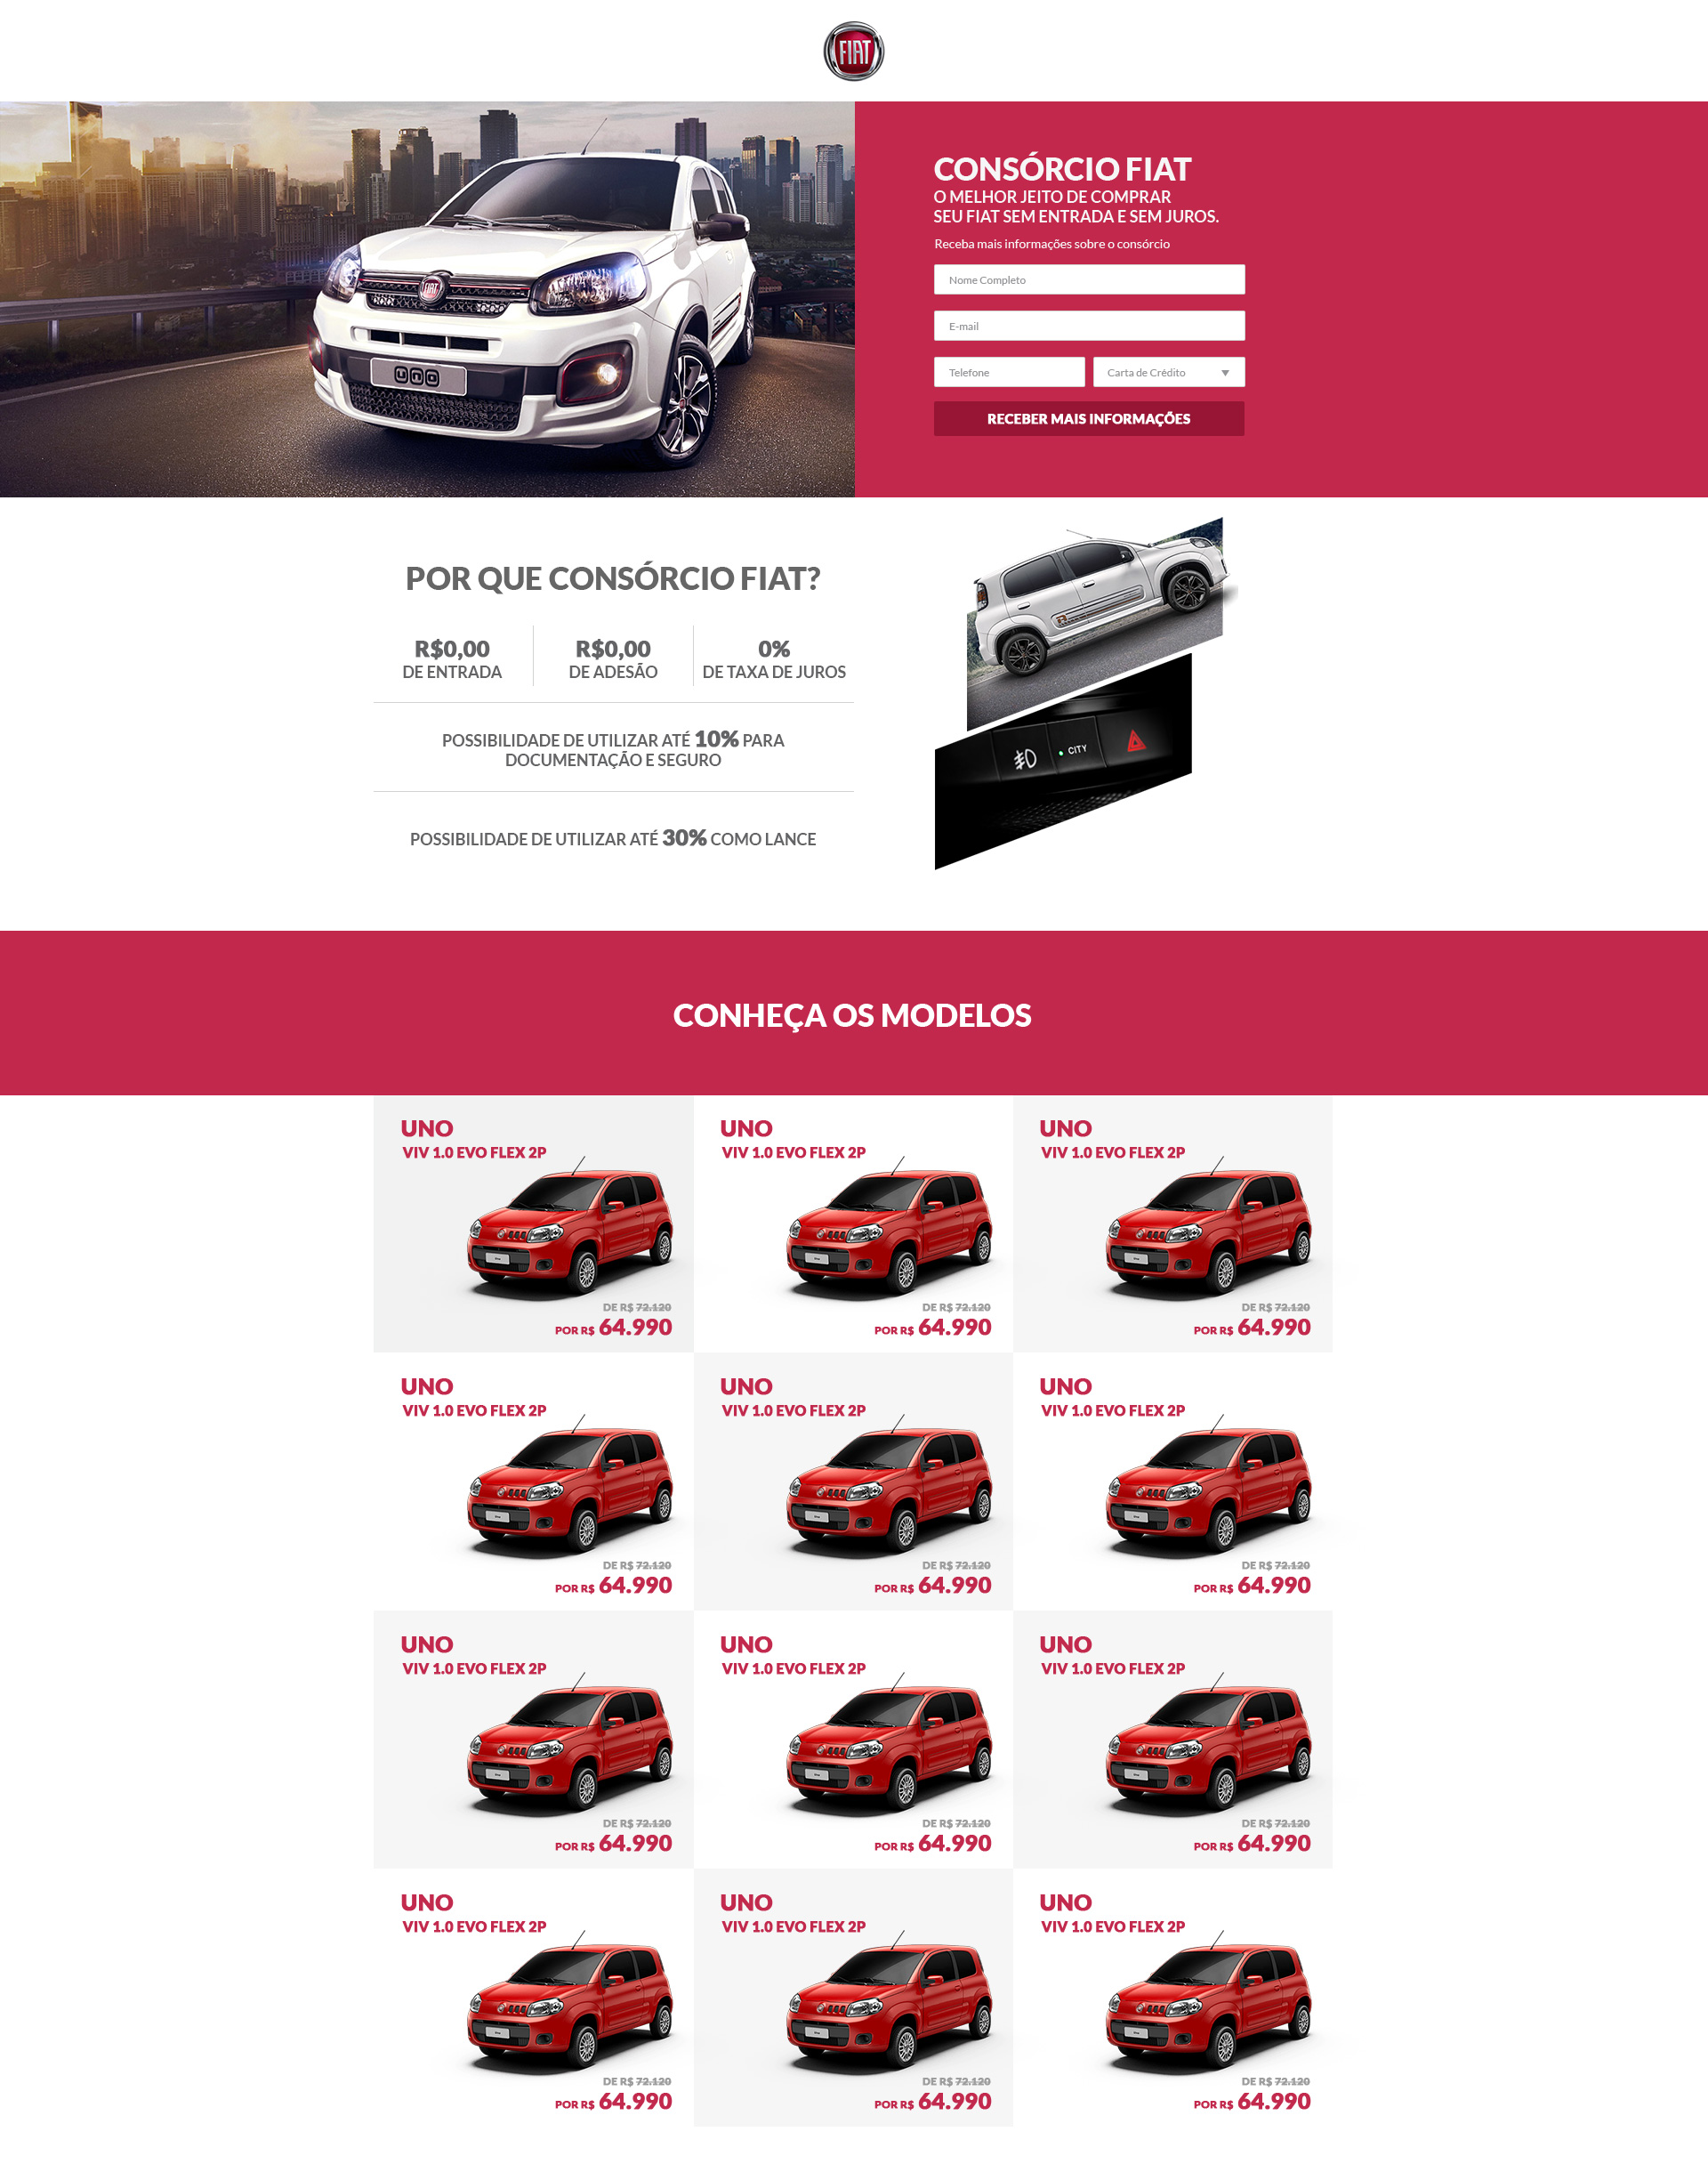 FIAT
CONSÓRCIO FIAT
O MELHOR JEITO DE COMPRAR
SEU FIAT SEM ENTRADA E SEM JUROS.
Receba mais informações sobre o consórcio
Nome Completo
E-mail
Telefone Carta de Crédito
RECEBER MAIS INFORMAÇÕES
FIAT
UNO
POR QUE CONSÓRCIO FIAT?
R$0,00 R$0,00 0%
DE ENTRADA DE ADESÃO DE TAXA DE JUROS
POSSIBILIDADE DE UTILIZAR ATÉ 10% PARA
DOCUMENTAÇÃO E SEGURO
POSSIBILIDADE DE UTILIZAR ATÉ 30% COMO LANCE
CITY
CONHEÇA OS MODELOS
UNO UNO UNO
VIV 1.0 EVO FLEX 2P VIV 1.0 EVO FLEX 2P VIV 1.0 EVO FLEX 2P
DE R$ 72.120 DE R$ 72.120 DE R$ 72.120
POR R$ 64.990 POR R$ 64.990 POR R$ 64.990
UNO UNO UNO
VIV 1.0 EVO FLEX 2P VIV 1.0 EVO FLEX 2P VIV 1.0 EVO FLEX 2P
DE R$ 72.120 DE R$ 72.120 DE R$ 72.120
POR R$ 64.990 POR R$ 64.990 POR R$ 64.990
UNO UNO UNO
VIV 1.0 EVO FLEX 2P VIV 1.0 EVO FLEX 2P VIV 1.0 EVO FLEX 2P
DE R$ 72.120 DE R$ 72.120 DE R$ 72.120
POR R$ 64.990 POR R$ 64.990 POR R$ 64.990
UNO UNO UNO
VIV 1.0 EVO FLEX 2P VIV 1.0 EVO FLEX 2P VIV 1.0 EVO FLEX 2P
DE R$ 72.120 DE R$ 72.120 DE R$ 72.120
POR R$ 64.990 POR R$ 64.990 POR R$ 64.990